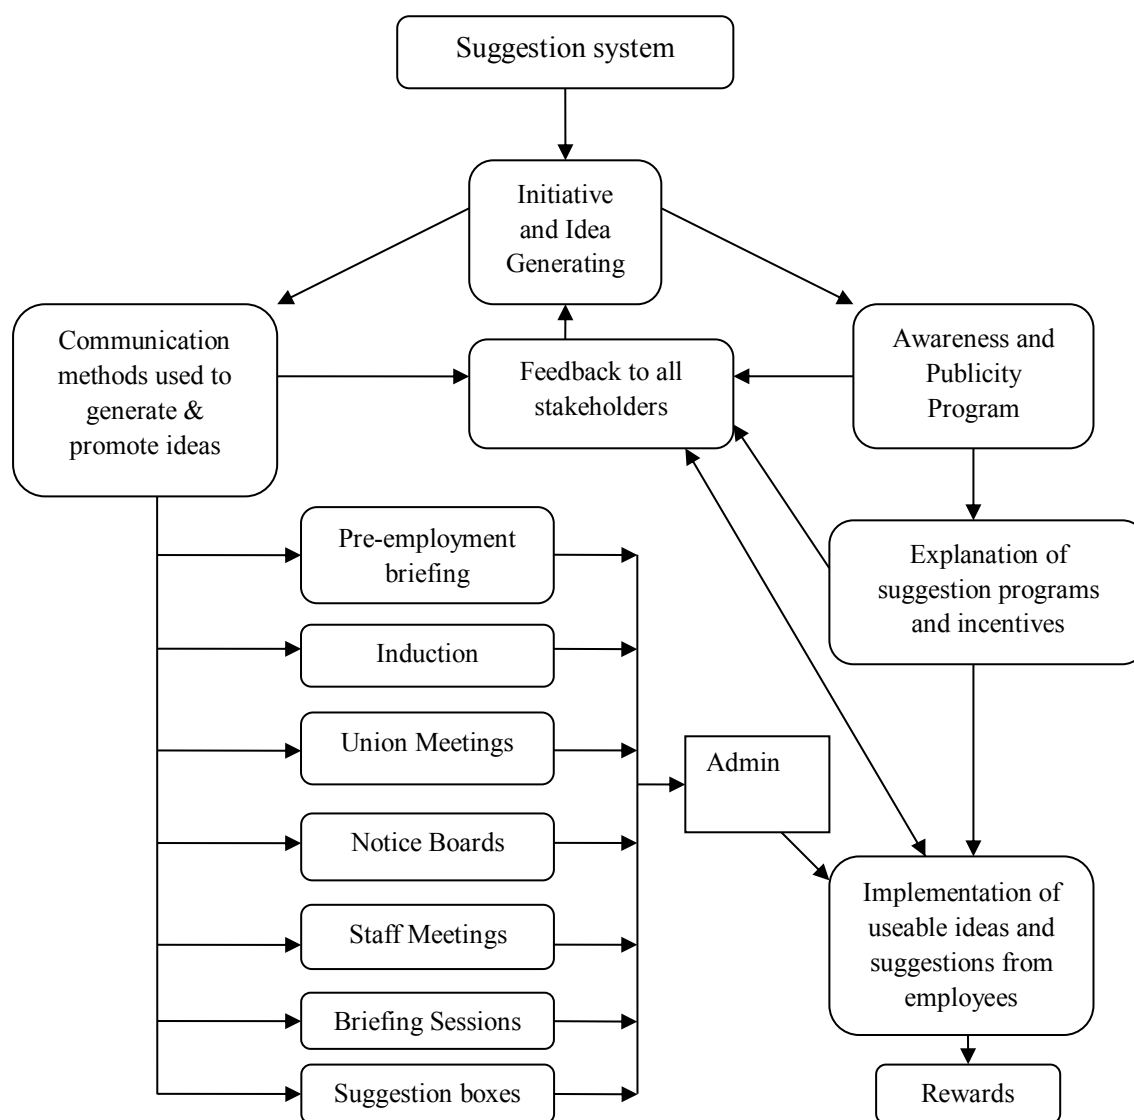 Suggestion system
Initiative
and Idea
Generating
Communication
methods used to
generate &
promote ideas
Feedback to all
stakeholders
Awareness and
Publicity
Program
Pre-employment
briefing
Explanation of
suggestion programs
and incentives
Induction
Union Meetings
Admin
Notice Boards
Implementation of
useable ideas and
suggestions from
employees
Staff Meetings
Briefing Sessions
Suggestion boxes
Rewards